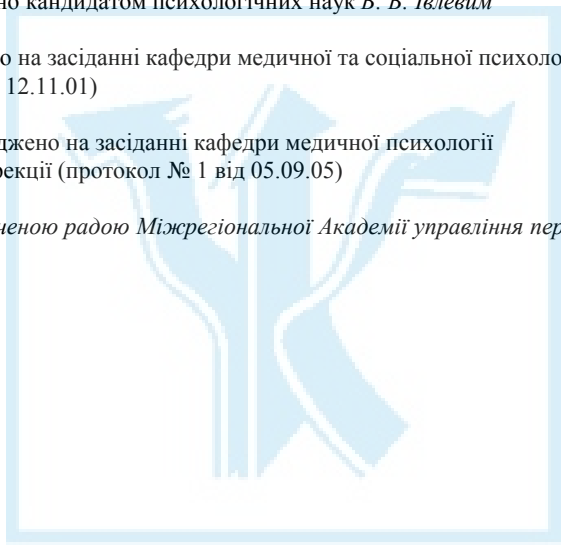 но кандидатом психологічних наук В. В. Івлевим
о на засіданні кафедри медичної та соціальної психоло
12.11.01)
джено на засіданні кафедри медичної психології
рекції (протокол № 1 від 05.09.05)
ченою радою Міжрегіональної Академії управління пер